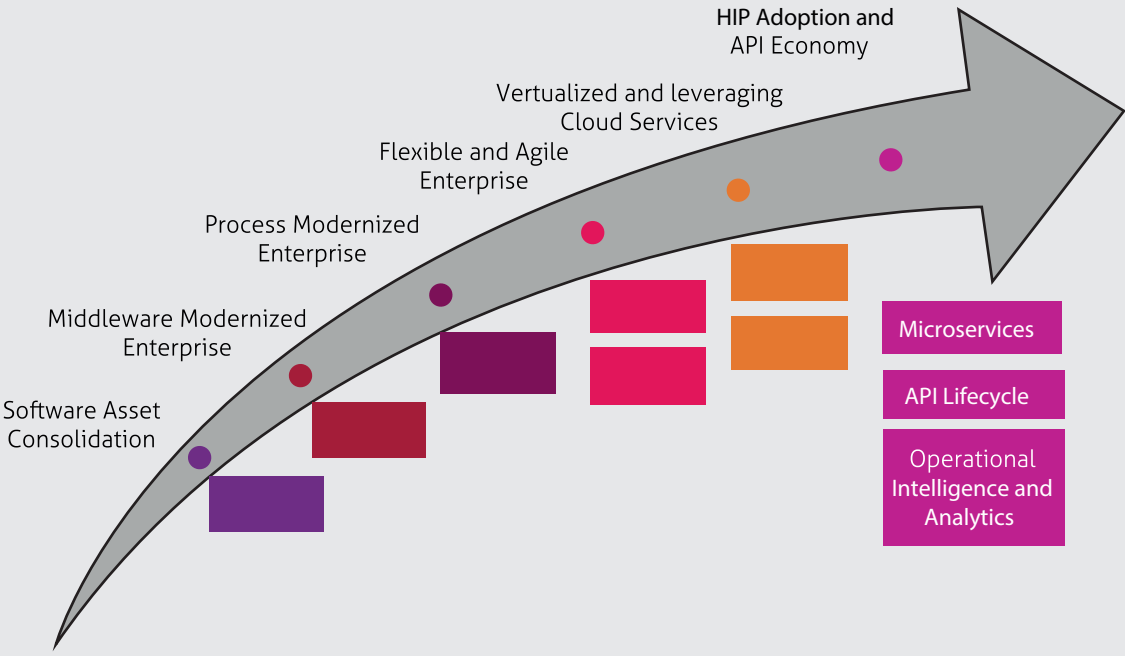 HIP Adoption and
API Economy
Vertualized and leveraging
Cloud Services
Flexible and Agile
Enterprise
Process Modernized
Enterprise
Middleware Modernized
Enterprise
Software Asset
Consolidation
Microservices
API Lifecycle
Operational
Intelligence and
Analytics